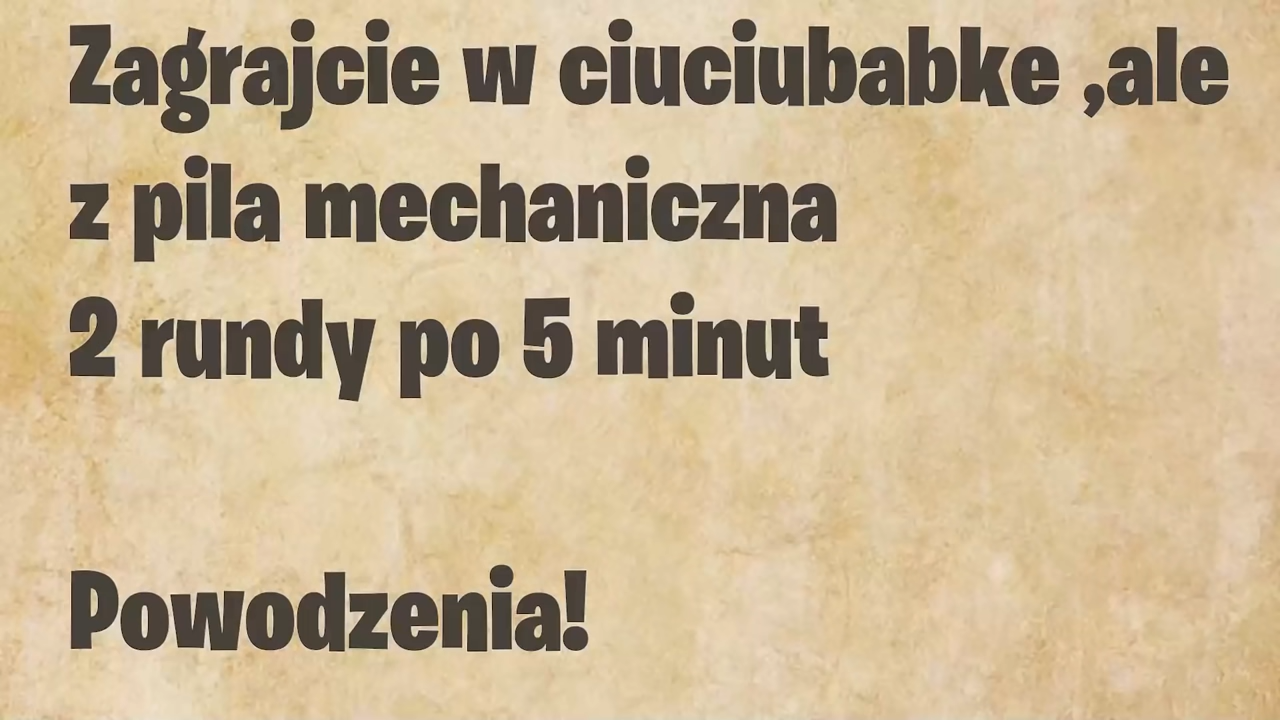 Zagrajcie w ciuciubabke ,ale
z pila mechaniczna
2 rundy po 5 minut
Powodzenia!